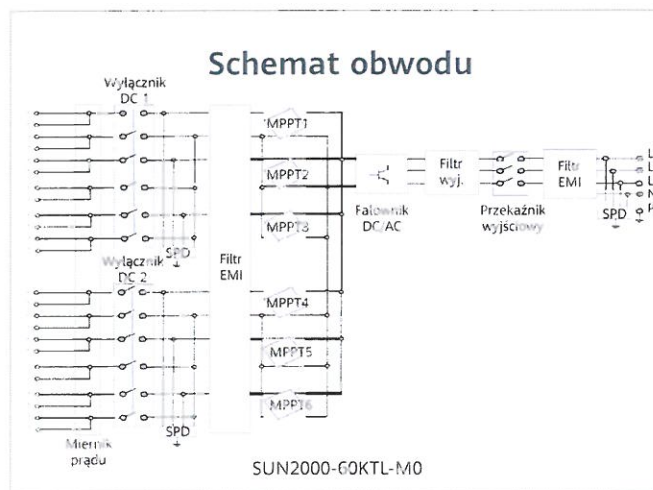 Schemat obwodu
Wyłącznik
DC 1
MPPT1
MPPT2
MPPT3
Filtr
EMI
SPD
Wyłącznik
DC 2
MPPT4
MPPT5
MPPT6
SPD
Miernik
prądu
Falownik
DC/AC
Filtr
wyj.
Przekaźnik
wyjściowy
Filtr
EMI
SPD
L
L
L
N
P
SUN2000-60KTL-M0